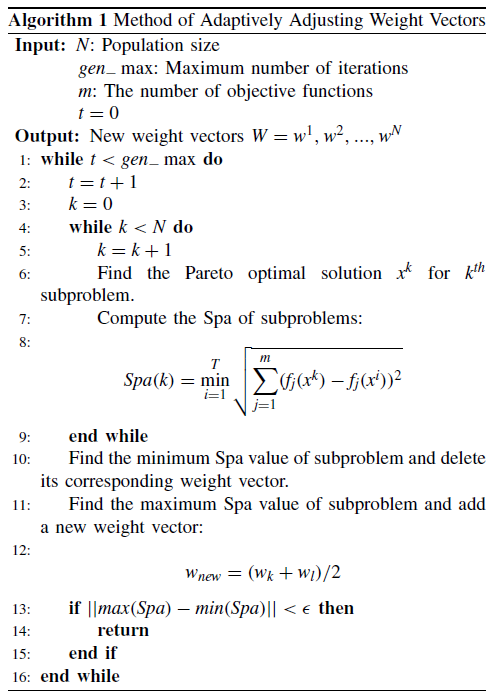 Algorithm 1 Method of Adaptively Adjusting Weight Vectors
Input: N: Population size
gen_ max: Maximum number of iterations
m: The number of objective functions
t = 0
Output: New weight vectors W = w^1, w^2, ..., w^N
1: while t < gen_ max do
2: t = t + 1
3: k = 0
4: while k < N do
5: k = k + 1
6: Find the Pareto optimal solution x^k for k^th
subproblem.
7: Compute the Spa of subproblems:
8:
Spa(k) = min_{i=1}^{T} \sqrt{\sum_{j=1}^{m} (f_j(x^k) − f_j(x^i))^2}
9: end while
10: Find the minimum Spa value of subproblem and delete
its corresponding weight vector.
11: Find the maximum Spa value of subproblem and add
a new weight vector:
12:
w_new = (w_k + w_l)/2
13: if ||max(Spa) − min(Spa)|| < ϵ then
14: return
15: end if
16: end while